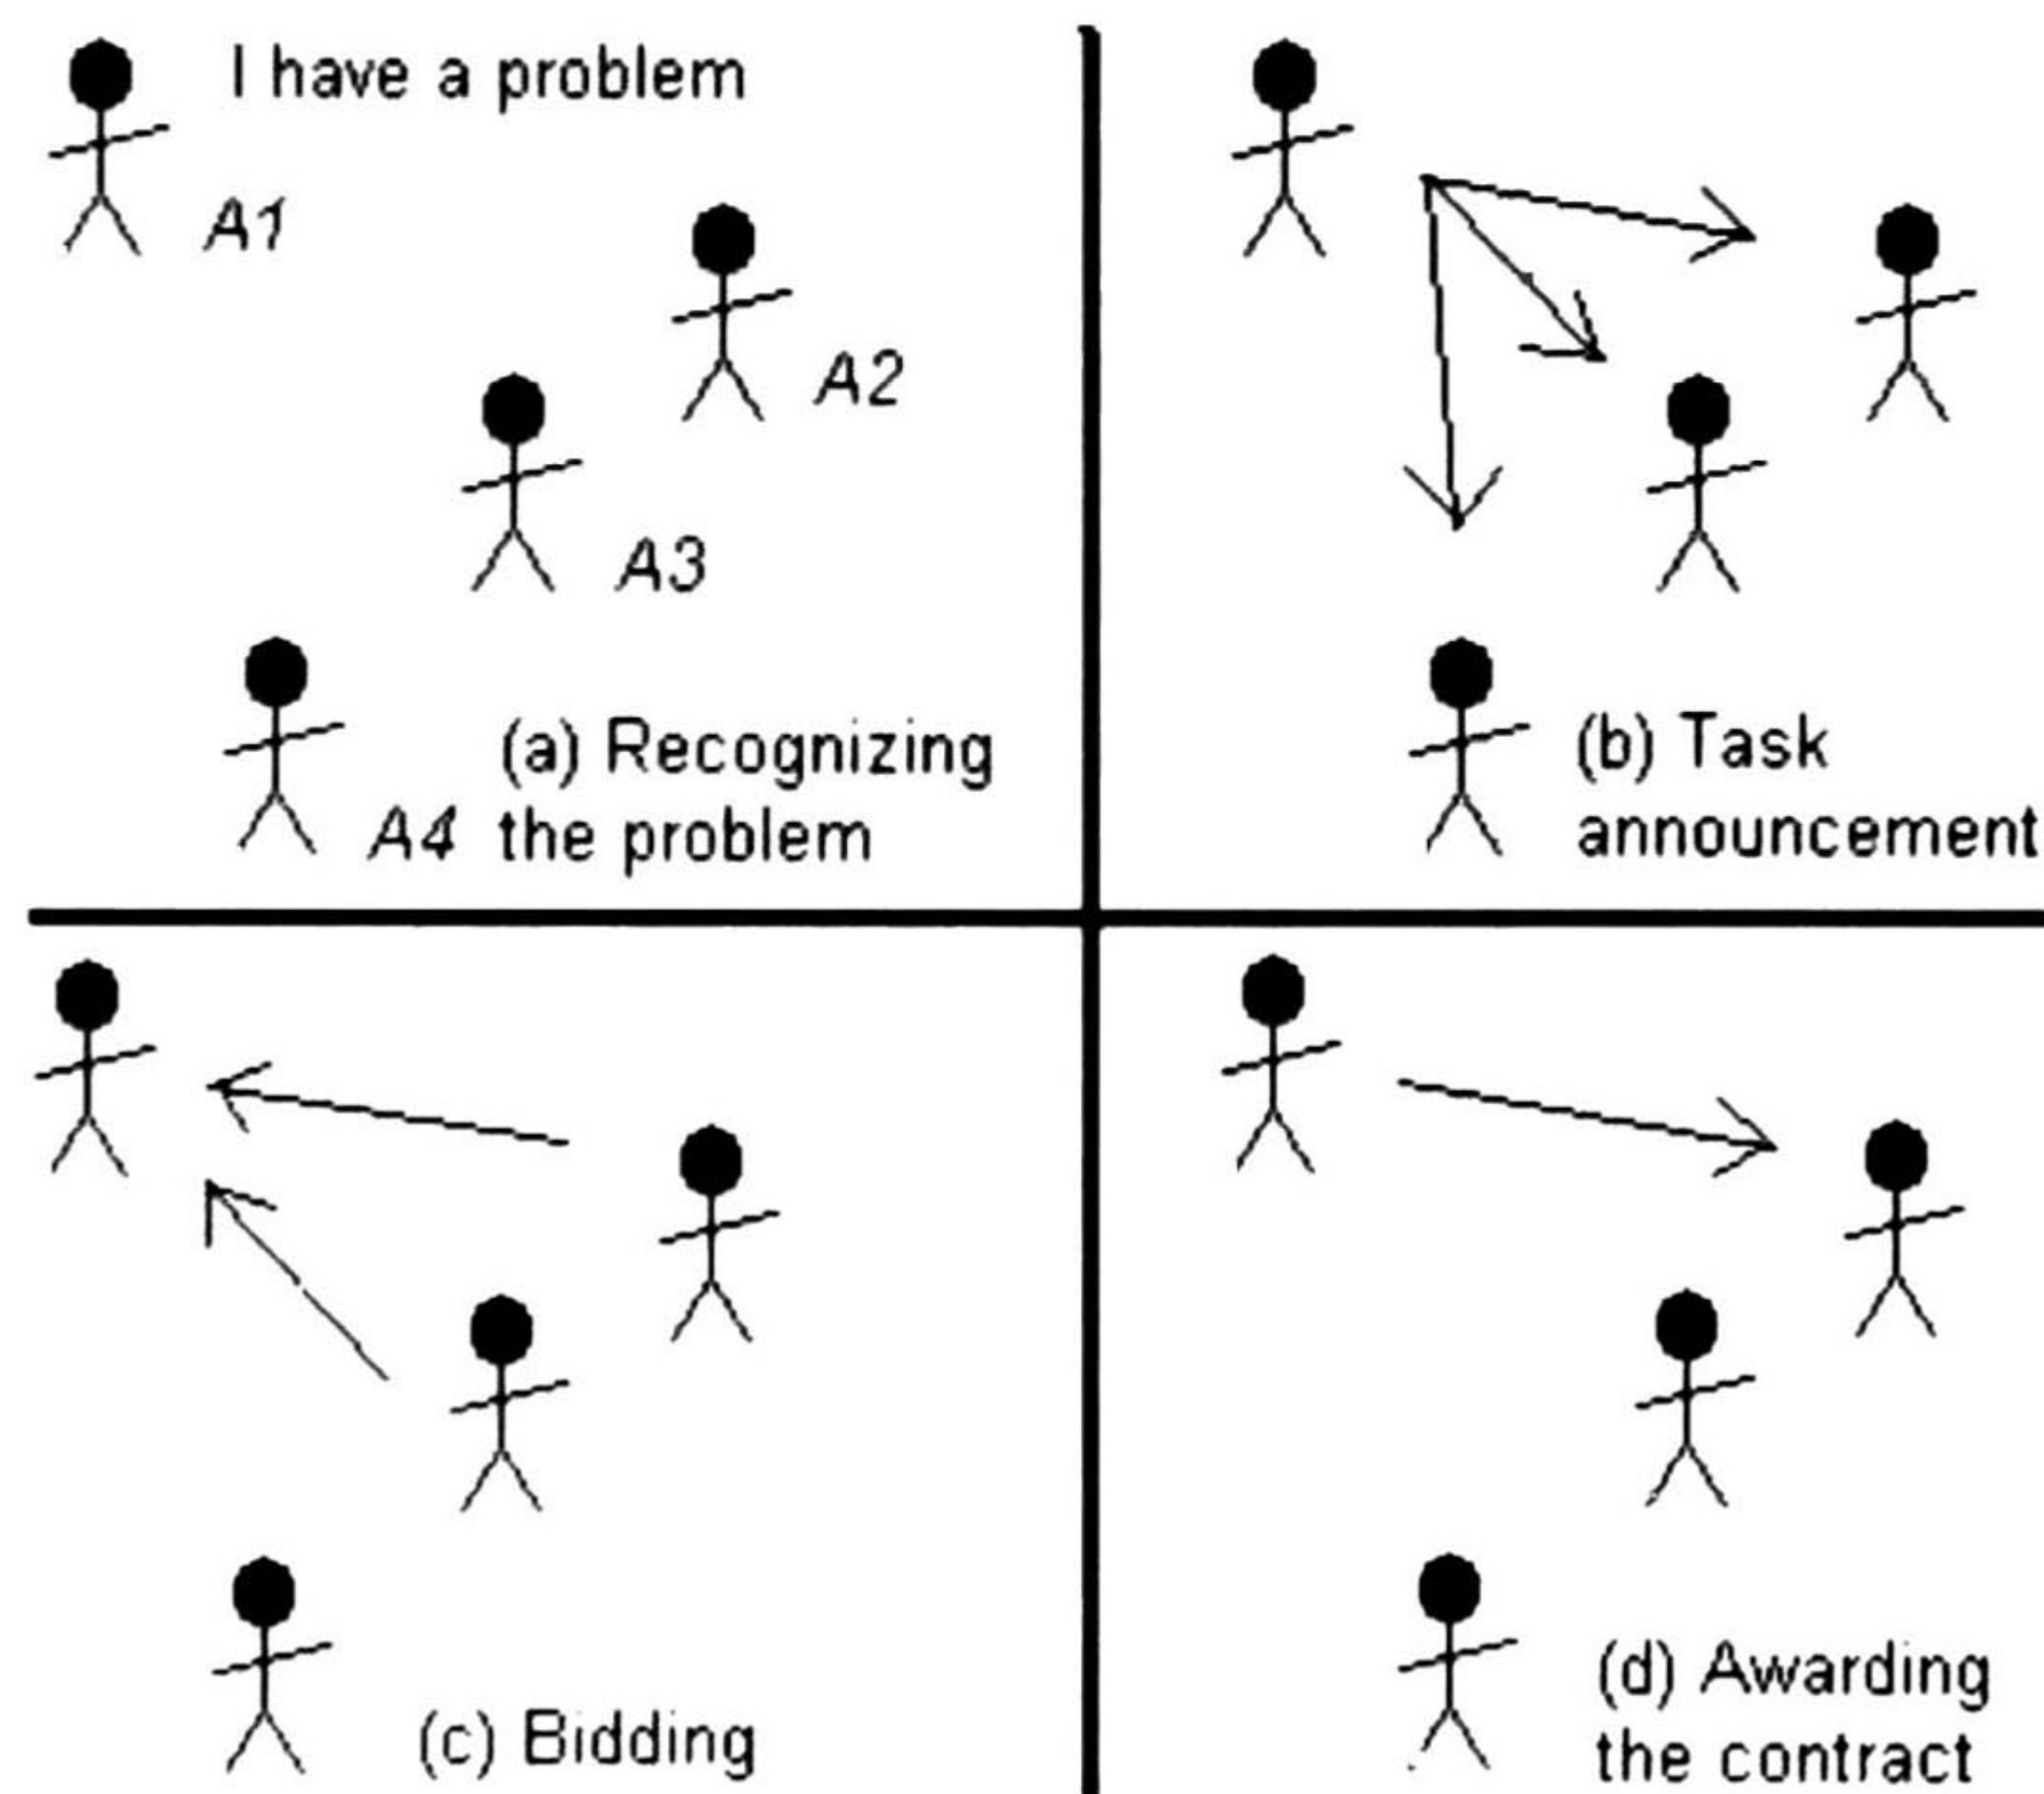 I have a problem
A1
A2
A3
A4
(a) Recognizing
the problem
(b) Task
announcement
(c) Bidding
(d) Awarding
the contract